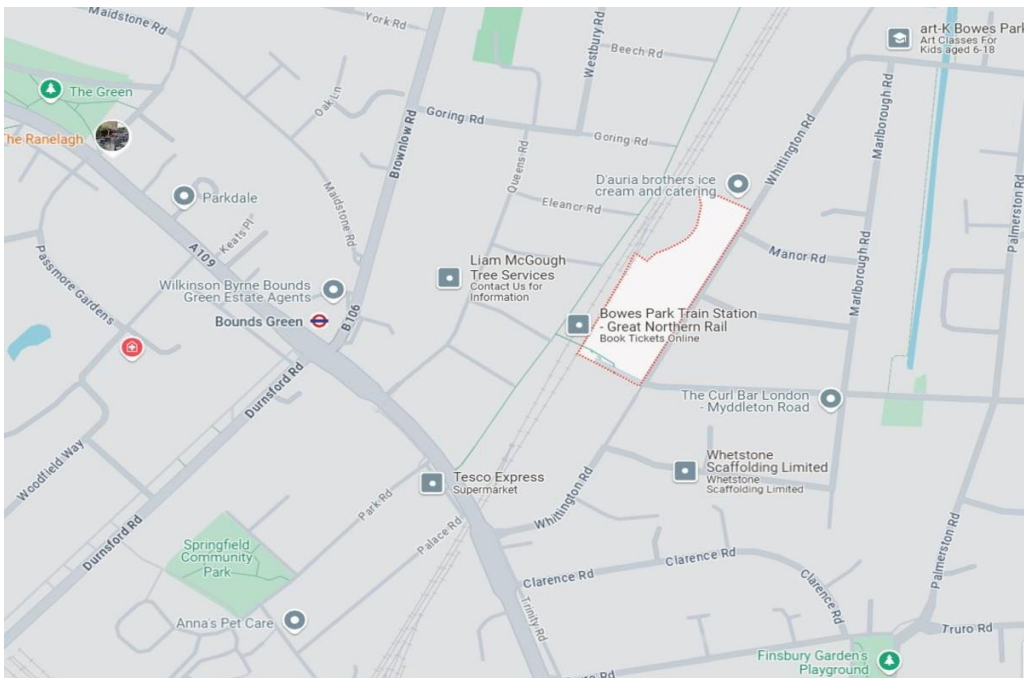 Maidstone Rd
York Rd
Westbury Rd
Beech Rd
art-K Bowes Park
Art Classes For
Kids aged 6-18
The Green
The Ranelagh
Oak Ln
Brownlow Rd
Goring Rd
Goring Rd
Queens Rd
Whittington Rd
Marlborough Rd
Palmerston Rd
D'auria brothers ice
cream and catering
Parkdale
Keats Pl
Maidstone Rd
Eleanor Rd
A109
Passmore Gardens
Manor Rd
Marlborough Rd
Liam McGough
Tree Services
Contact Us for
Information
Wilkinson Byrne Bounds
Green Estate Agents
Bounds Green
B106
Bowes Park Train Station
- Great Northern Rail
Book Tickets Online
Durnsford Rd
The Curl Bar London
- Myddleton Road
Woodfield Way
Tesco Express
Supermarket
Whetstone
Scaffolding Limited
Whetstone
Scaffolding Limited
Park Rd
Palace Rd
Whittington Rd
Durnsford Rd
Springfield
Community
Park
Clarence Rd
Clarence Rd
Clarence Rd
Palmerston Rd
Anna's Pet Care
Trinity Rd
Truro Rd
Finsbury Gardens
Playground